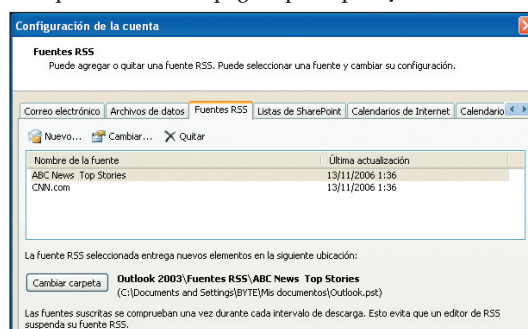 Configuración de la cuenta
Fuentes RSS
Puede agregar o quitar una fuente RSS. Puede seleccionar una fuente y cambiar su configuración.
Correo electrónico Archivos de datos Fuentes RSS Listas de SharePoint Calendarios de Internet Calendario
Nuevo... Cambiar... Quitar
Nombre de la fuente Última actualización
ABC News Top Stories 13/11/2006 1:36
CNN.com 13/11/2006 1:36
La fuente RSS seleccionada entrega nuevos elementos en la siguiente ubicación:
Cambiar carpeta Outlook 2003\Fuentes RSS\ABC News Top Stories
(C:\Documents and Settings\BYTE\Mis documentos\Outlook.pst)
Las fuentes suscritas se comprueban una vez durante cada intervalo de descarga. Esto evita que un editor de RSS
suspenda su fuente RSS.